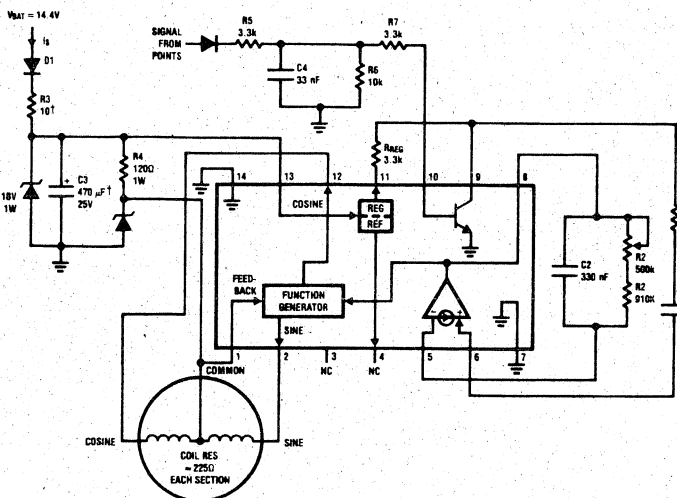 VBAT = 14.4V
iS
D1
R3
10†
18V
1W
C3
470 µF†
25V
+
R4
120Ω
1W
SIGNAL
FROM
POINTS
R5
3.3k
C4
33 nF
R6
10k
R7
3.3k
RREG
3.3k
14
13
12
11
10
9
8
COSINE
REG
REF
FEED-
BACK
FUNCTION
GENERATOR
SINE
- +
1
2
3
4
5
6
7
COMMON
NC
NC
C2
330 nF
R2
500k
R2
910K
COSINE
SINE
COIL RES
≈ 225Ω
EACH SECTION